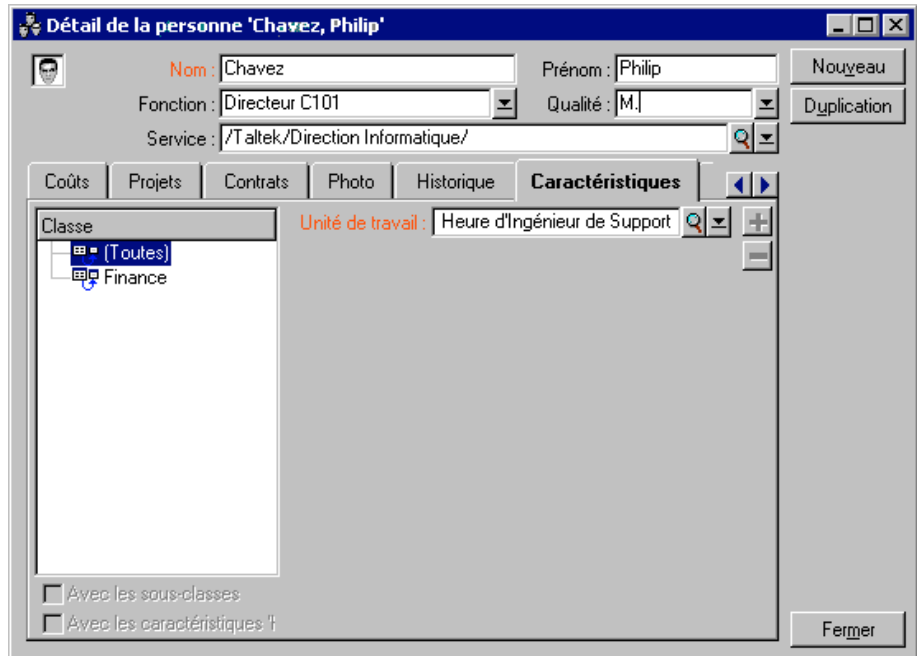 Détail de la personne 'Chavez, Philip'
Nom : Chavez Prénom : Philip Nouveau
Fonction : Directeur C101 Qualité : M. Duplication
Service : /Taltek/Direction Informatique/
Coûts Projets Contrats Photo Historique Caractéristiques
Classe Unité de travail : Heure d'Ingénieur de Support
(Toutes)
Finance
Avec les sous-classes
Avec les caractéristiques
Fermer